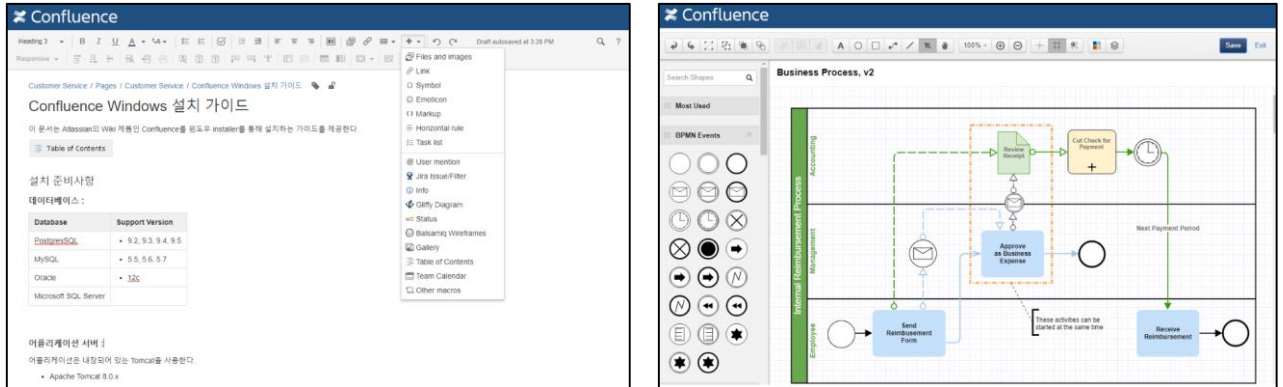 Confluence
Heading 3
B I U A
Draft autosaved at 3:28 PM
?
Responsive
Files and images
Link
Symbol
Emoticon
Markup
Horizontal rule
Task list
User mention
Jira Issue/Filter
Info
Gliffy Diagram
Status
Balsamiq Wireframes
Gallery
Table of Contents
Team Calendar
Other macros
Customer Service / Pages / Customer Service / Confluence Windows 설치 가이드
Confluence Windows 설치 가이드
이 문서는 Atlassian의 Wiki 제품인 Confluence를 윈도우 installer를 통해 설치하는 가이드를 제공한다.
Table of Contents
설치 준비사항
데이터베이스 :
Database Support Version
PostgresSQL • 9.2, 9.3, 9.4, 9.5
MySQL • 5.5, 5.6, 5.7
Oracle • 12c
Microsoft SQL Server
어플리케이션 서버 :
어플리케이션은 내장되어 있는 Tomcat을 사용한다.
• Apache Tomcat 8.0.x
Confluence
A
100%
Save Exit
Search Shapes
Most Used
BPMN Events
Business Process, v2
Internal Reimbursement Process
Accounting
Management
Employee
Review
Receipt
Cut Check for
Payment
Next Payment Period
Approve
as Business
Expense
These activities can be
started at the same time
Send
Reimbusement
Form
Receive
Reimbursement